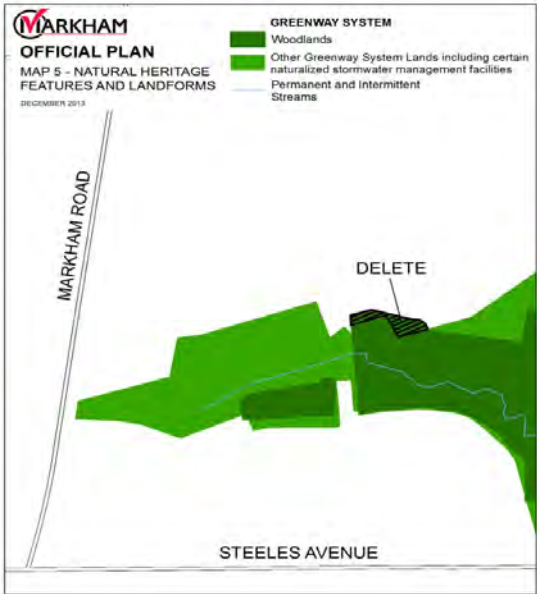 MARKHAM
OFFICIAL PLAN
MAP 5 - NATURAL HERITAGE
FEATURES AND LANDFORMS
DECEMBER 2013
GREENWAY SYSTEM
Woodlands
Other Greenway System Lands including certain
naturalized stormwater management facilities
Permanent and Intermittent
Streams
MARKHAM ROAD
DELETE
STEELES AVENUE